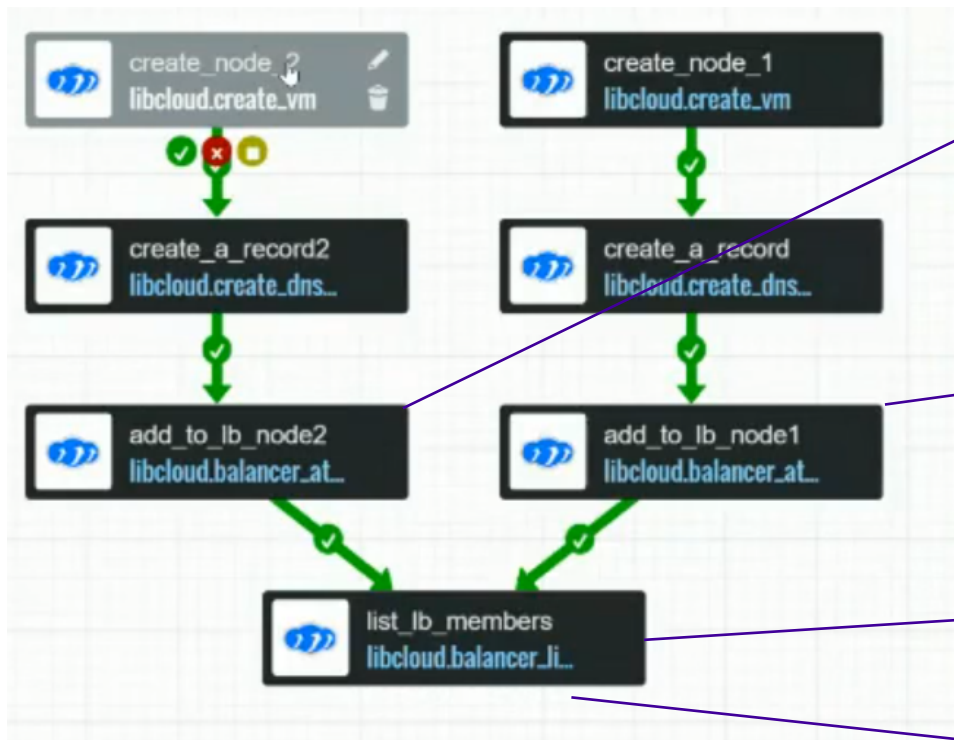 create_node_2
libcloud.create_vm
create_node_1
libcloud.create_vm
create_a_record2
libcloud.create_dns...
create_a_record
libcloud.create_dns...
add_to_lb_node2
libcloud.balancer_at...
add_to_lb_node1
libcloud.balancer_at...
list_lb_members
libcloud.balancer_li...